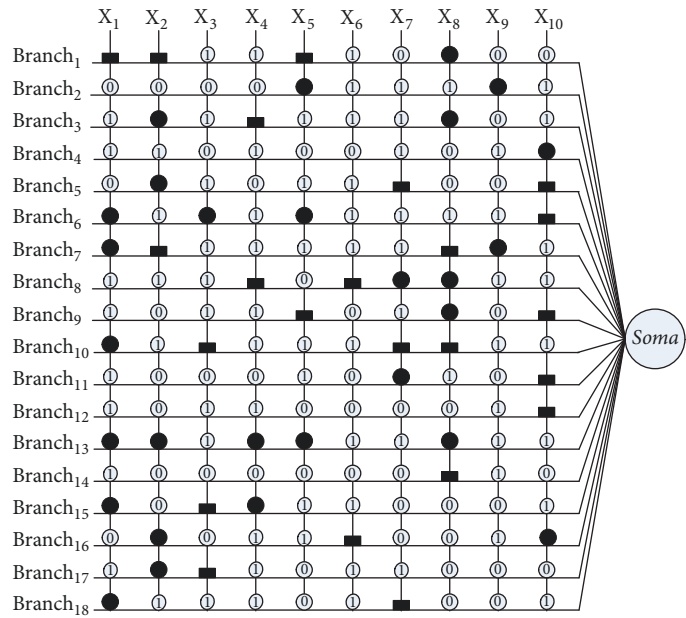 X₁ X₂ X₃ X₄ X₅ X₆ X₇ X₈ X₉ X₁₀
Branch₁ 1 1 1 0 0 0
Branch₂ 0 0 0 0 1 1 1 1
Branch₃ 1 1 1 1 1 0 1
Branch₄ 1 1 0 1 0 0 1 0 1
Branch₅ 0 1 0 1 1 0 0
Branch₆ 1 1 1 1 1 1
Branch₇ 1 1 1 1 1 1
Branch₈ 1 1 1 0 1 1
Branch₉ 1 0 1 1 0 1 0
Branch₁₀ 1 1 1 1 1 1
Branch₁₁ 1 0 0 0 1 0 1 0
Branch₁₂ 1 0 1 1 0 0 0 0 1
Branch₁₃ 1 1 1 1 1
Branch₁₄ 1 0 0 0 0 0 0 1 0
Branch₁₅ 0 1 1 0 0 0 1
Branch₁₆ 0 0 1 1 0 0 1
Branch₁₇ 1 1 0 1 1 0 0 0
Branch₁₈ 1 1 1 0 1 0 0 1
Soma